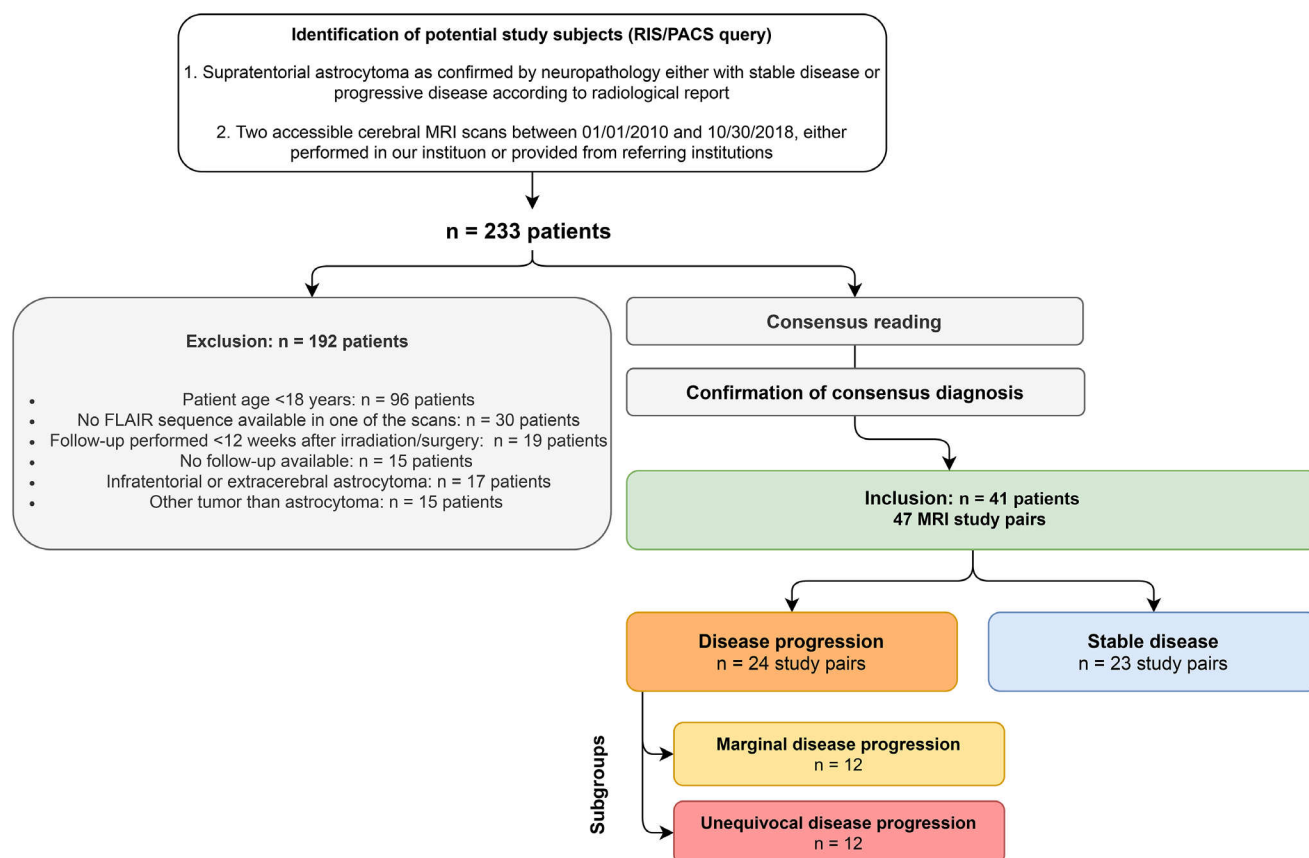 Identification of potential study subjects (RIS/PACS query)
1. Supratentorial astrocytoma as confirmed by neuropathology either with stable disease or
progressive disease according to radiological report
2. Two accessible cerebral MRI scans between 01/01/2010 and 10/30/2018, either
performed in our instituon or provided from referring institutions
n = 233 patients
Exclusion: n = 192 patients
• Patient age <18 years: n = 96 patients
• No FLAIR sequence available in one of the scans: n = 30 patients
• Follow-up performed <12 weeks after irradiation/surgery: n = 19 patients
• No follow-up available: n = 15 patients
• Infratentorial or extracerebral astrocytoma: n = 17 patients
• Other tumor than astrocytoma: n = 15 patients
Consensus reading
Confirmation of consensus diagnosis
Inclusion: n = 41 patients
47 MRI study pairs
Disease progression
n = 24 study pairs
Stable disease
n = 23 study pairs
Subgroups
Marginal disease progression
n = 12
Unequivocal disease progression
n = 12